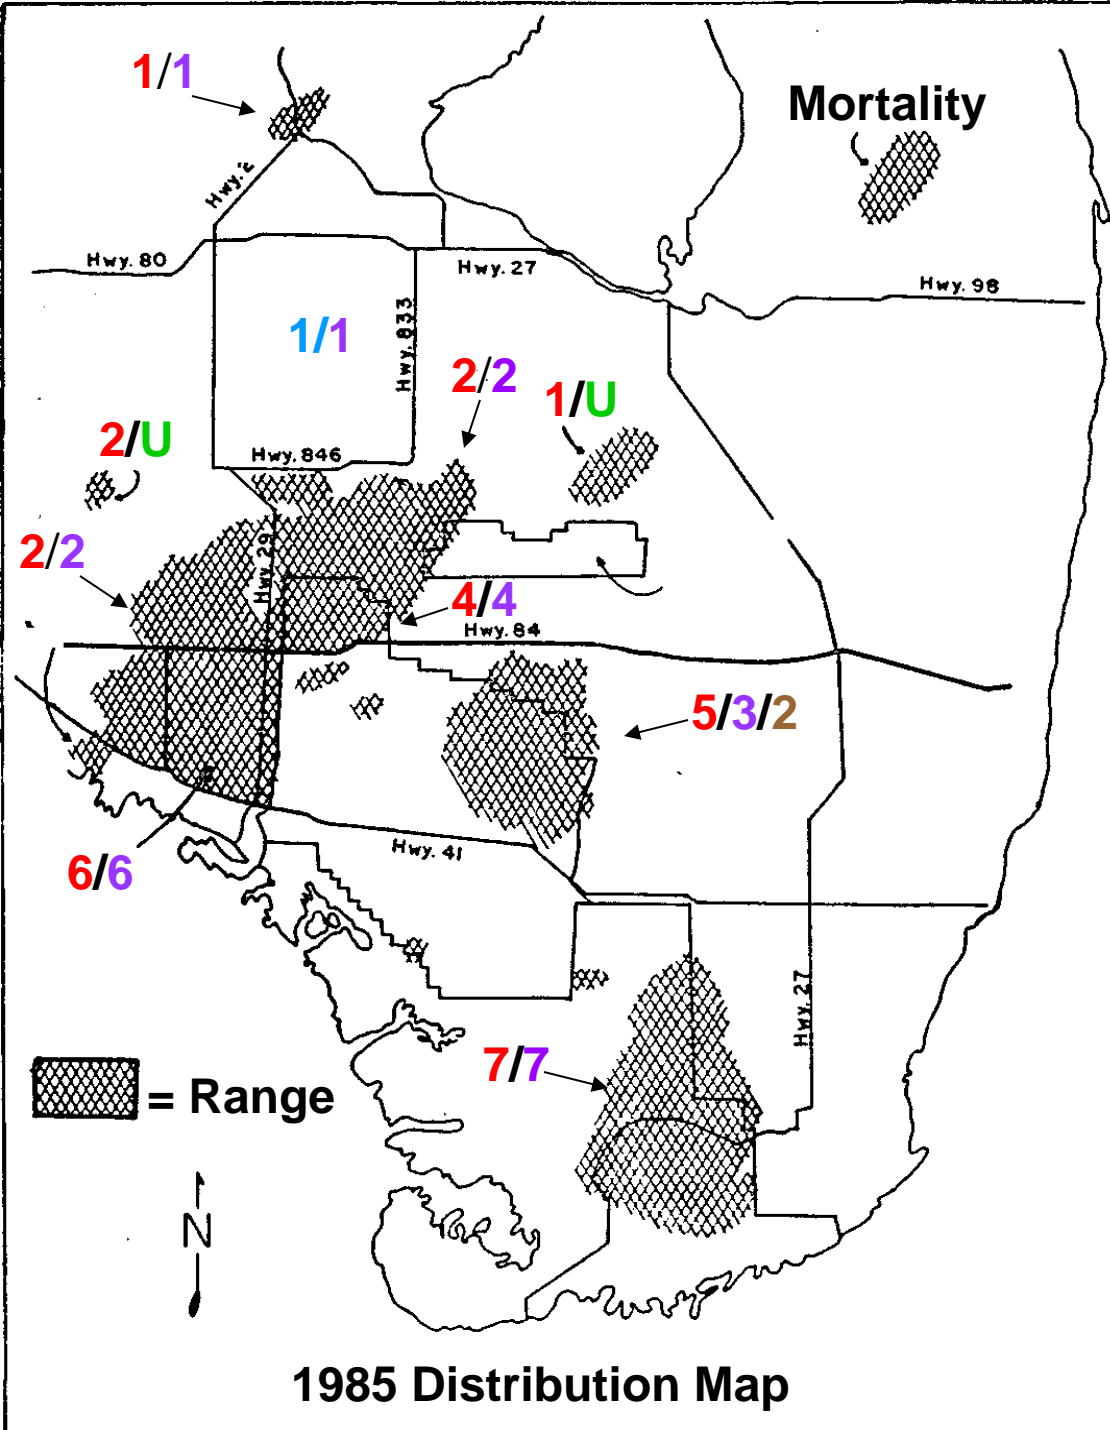 1/1
Mortality
Hwy. 2
Hwy. 80
Hwy. 27
Hwy. 98
1/1
Hwy. 833
2/2
1/U
2/U
Hwy. 846
2/2
Hwy. 29
4/4
Hwy. 84
5/3/2
6/6
Hwy. 41
Hwy. 27
7/7
= Range
N
1985 Distribution Map